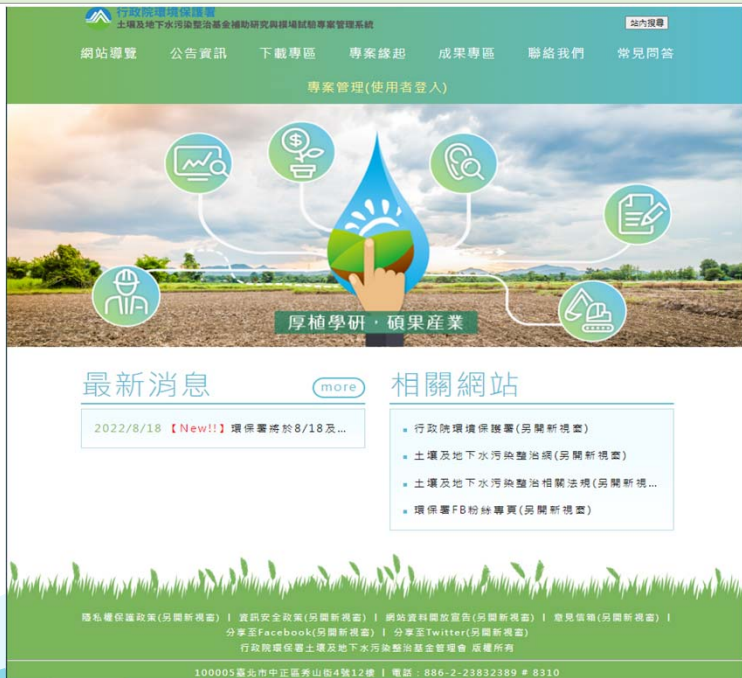 行政院環境保護署
土壤及地下水污染整治基金補助研究與模場試驗專案管理系統
站內搜尋
網站導覽 公告資訊 下載專區 專案緣起 成果專區 聯絡我們 常見問答
專案管理(使用者登入)
厚植學研，碩果產業
最新消息
more
2022/8/18 【New!!】環保署將於8/18及...
相關網站
行政院環境保護署(另開新視窗)
土壤及地下水污染整治網(另開新視窗)
土壤及地下水污染整治相關法規(另開新視...
環保署FB粉絲專頁(另開新視窗)
隱私權保護政策(另開新視窗) | 資訊安全政策(另開新視窗) | 網站資料開放宣告(另開新視窗) | 意見信箱(另開新視窗) |
分享至Facebook(另開新視窗) | 分享至Twitter(另開新視窗)
行政院環保署土壤及地下水污染整治基金管理會 版權所有
100005臺北市中正區秀山街4號12樓 | 電話：886-2-23832389 # 8310